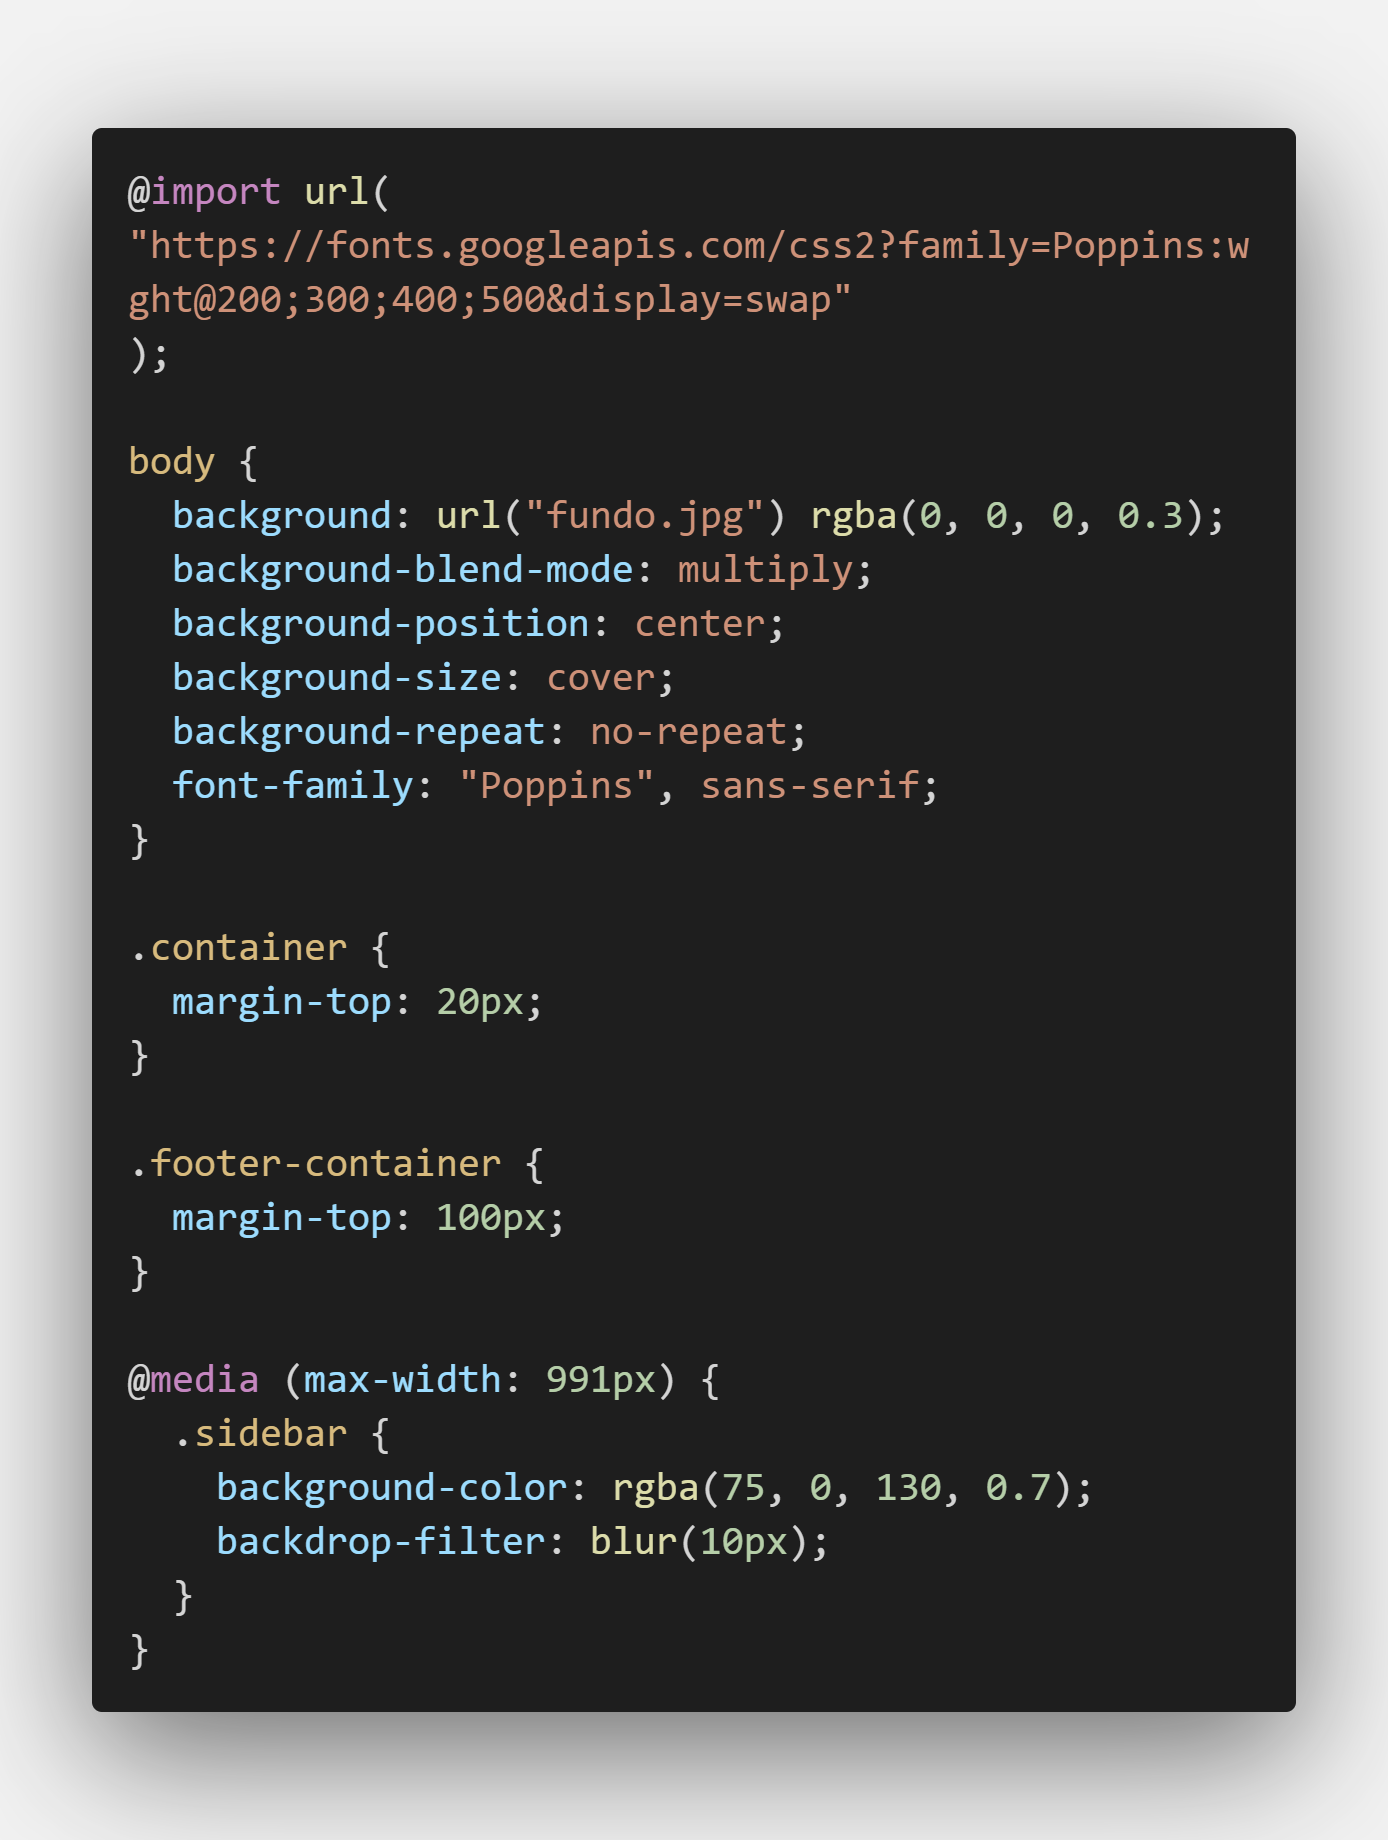 @import url(
"https://fonts.googleapis.com/css2?family=Poppins:w
ght@200;300;400;500&display=swap"
);

body {
  background: url("fundo.jpg") rgba(0, 0, 0, 0.3);
  background-blend-mode: multiply;
  background-position: center;
  background-size: cover;
  background-repeat: no-repeat;
  font-family: "Poppins", sans-serif;
}

.container {
  margin-top: 20px;
}

.footer-container {
  margin-top: 100px;
}

@media (max-width: 991px) {
  .sidebar {
    background-color: rgba(75, 0, 130, 0.7);
    backdrop-filter: blur(10px);
  }
}